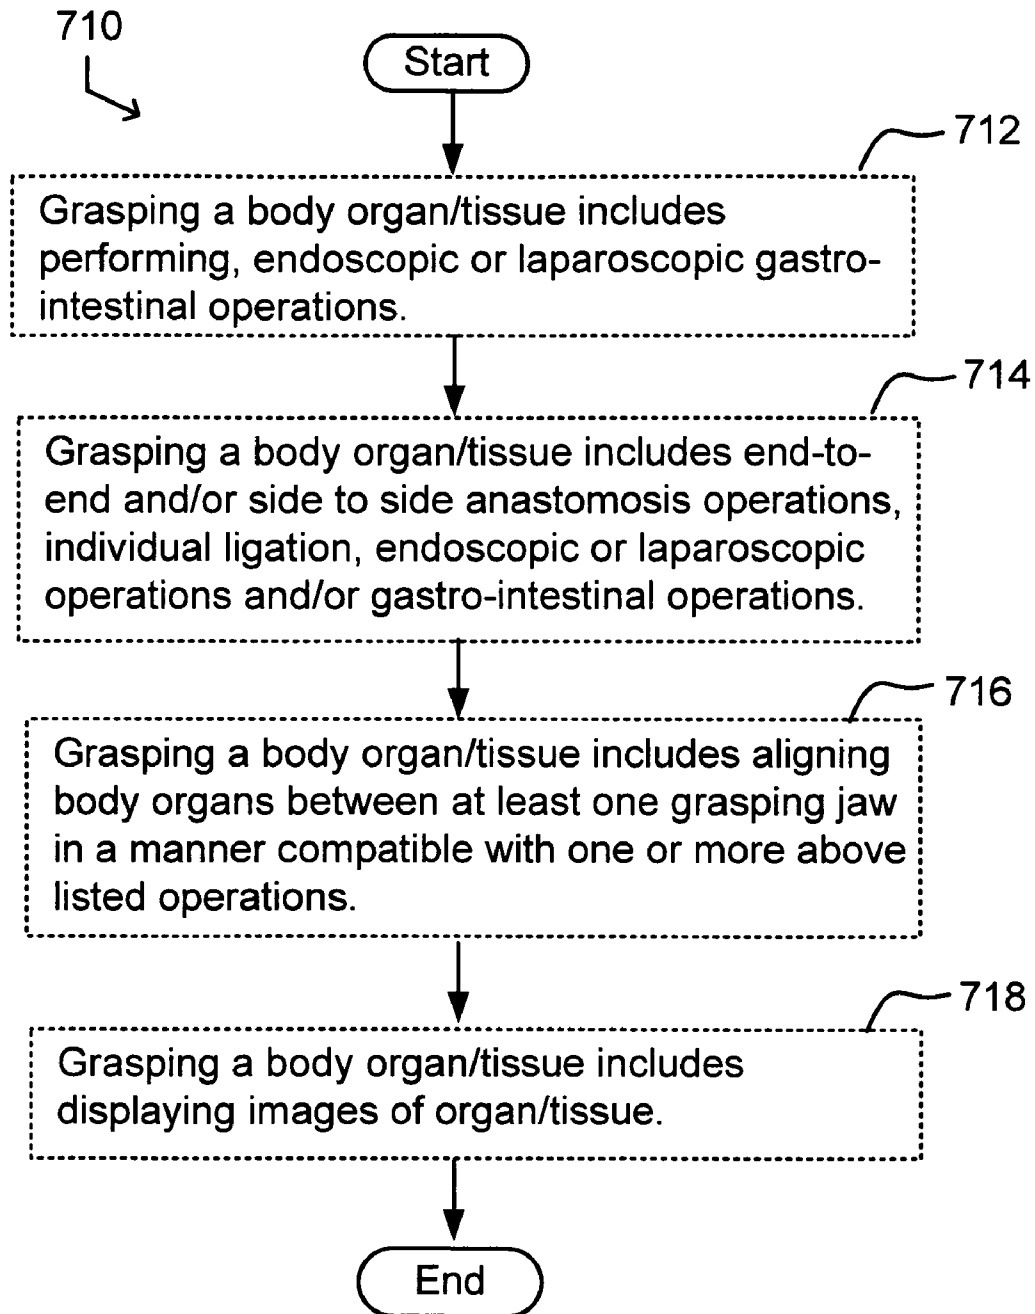 710
Start
712
Grasping a body organ/tissue includes
performing, endoscopic or laparoscopic gastro-
intestinal operations.
714
Grasping a body organ/tissue includes end-to-
end and/or side to side anastomosis operations,
individual ligation, endoscopic or laparoscopic
operations and/or gastro-intestinal operations.
716
Grasping a body organ/tissue includes aligning
body organs between at least one grasping jaw
in a manner compatible with one or more above
listed operations.
718
Grasping a body organ/tissue includes
displaying images of organ/tissue.
End